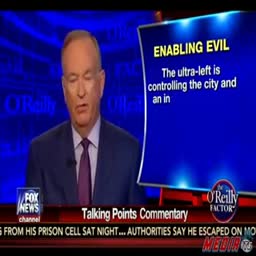 ENABLING EVIL
The ultra-left is
controlling the city and
an in
O'Reilly
FOX
NEWS
channel
THE
O'Reilly
FACTOR
Talking Points Commentary
G FROM HIS PRISON CELL SAT NIGHT... AUTHORITIES SAY HE ESCAPED ON MO
MEDIA